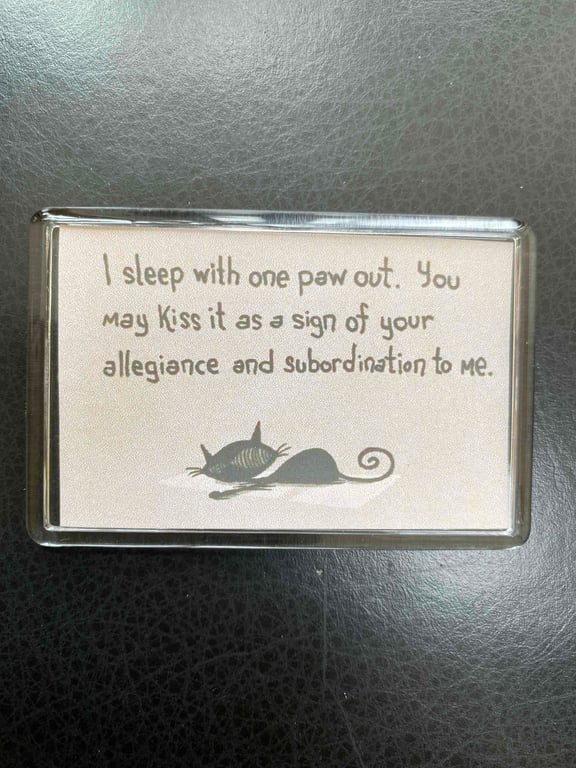 I sleep with one paw out. You
may Kiss it as a sign of your
allegiance and subordination to me.